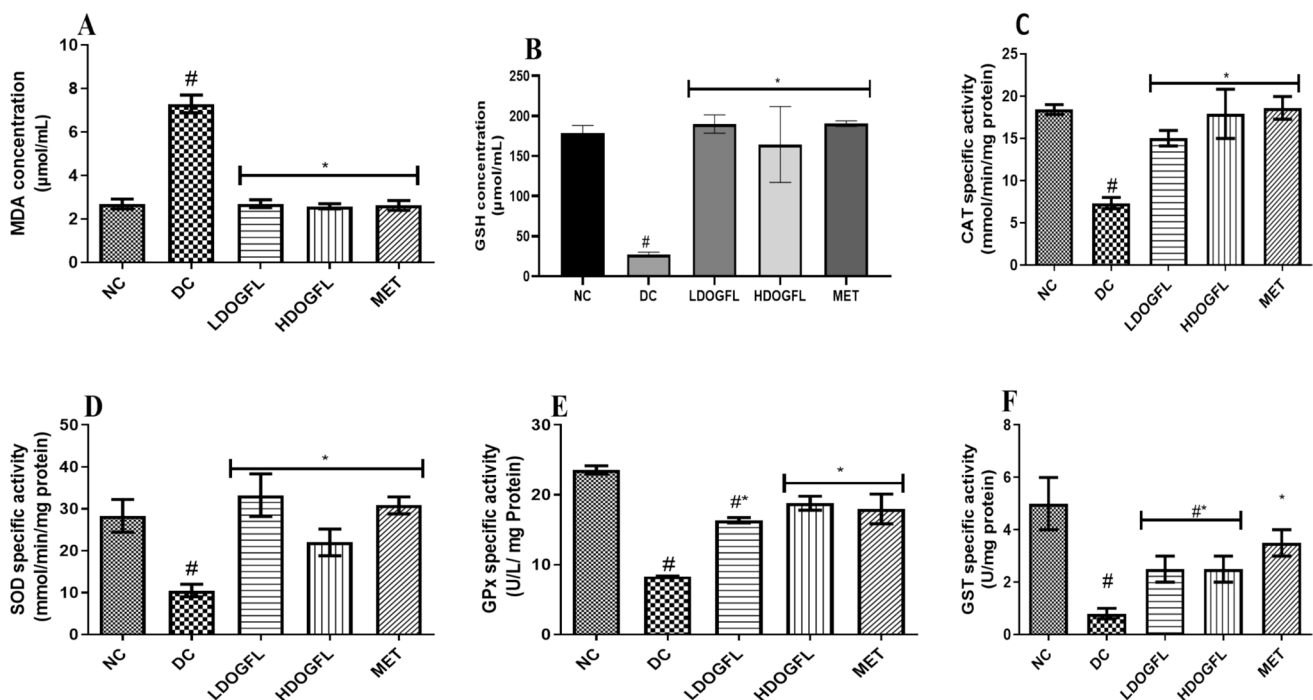 A
MDA concentration
(µmol/mL)
10
8
6
4
2
0
#
*
NC
DC
LDOGFL
HDOGFL
MET
B
GSH concentration
(µmol/mL)
250
200
150
100
50
0
#
*
NC
DC
LDOGFL
HDOGFL
MET
C
CAT specific activity
(mmol/min/mg protein)
25
20
15
10
5
0
#
*
NC
DC
LDOGFL
HDOGFL
MET
D
SOD specific activity
(mmol/min/mg protein)
50
40
30
20
10
0
#
*
NC
DC
LDOGFL
HDOGFL
MET
E
GPx specific activity
(U/L/ mg Protein)
30
20
10
0
#
#*
*
NC
DC
LDOGFL
HDOGFL
MET
F
GST specific activity
(U/mg protein)
8
6
4
2
0
#
#*
*
NC
DC
LDOGFL
HDOGFL
MET